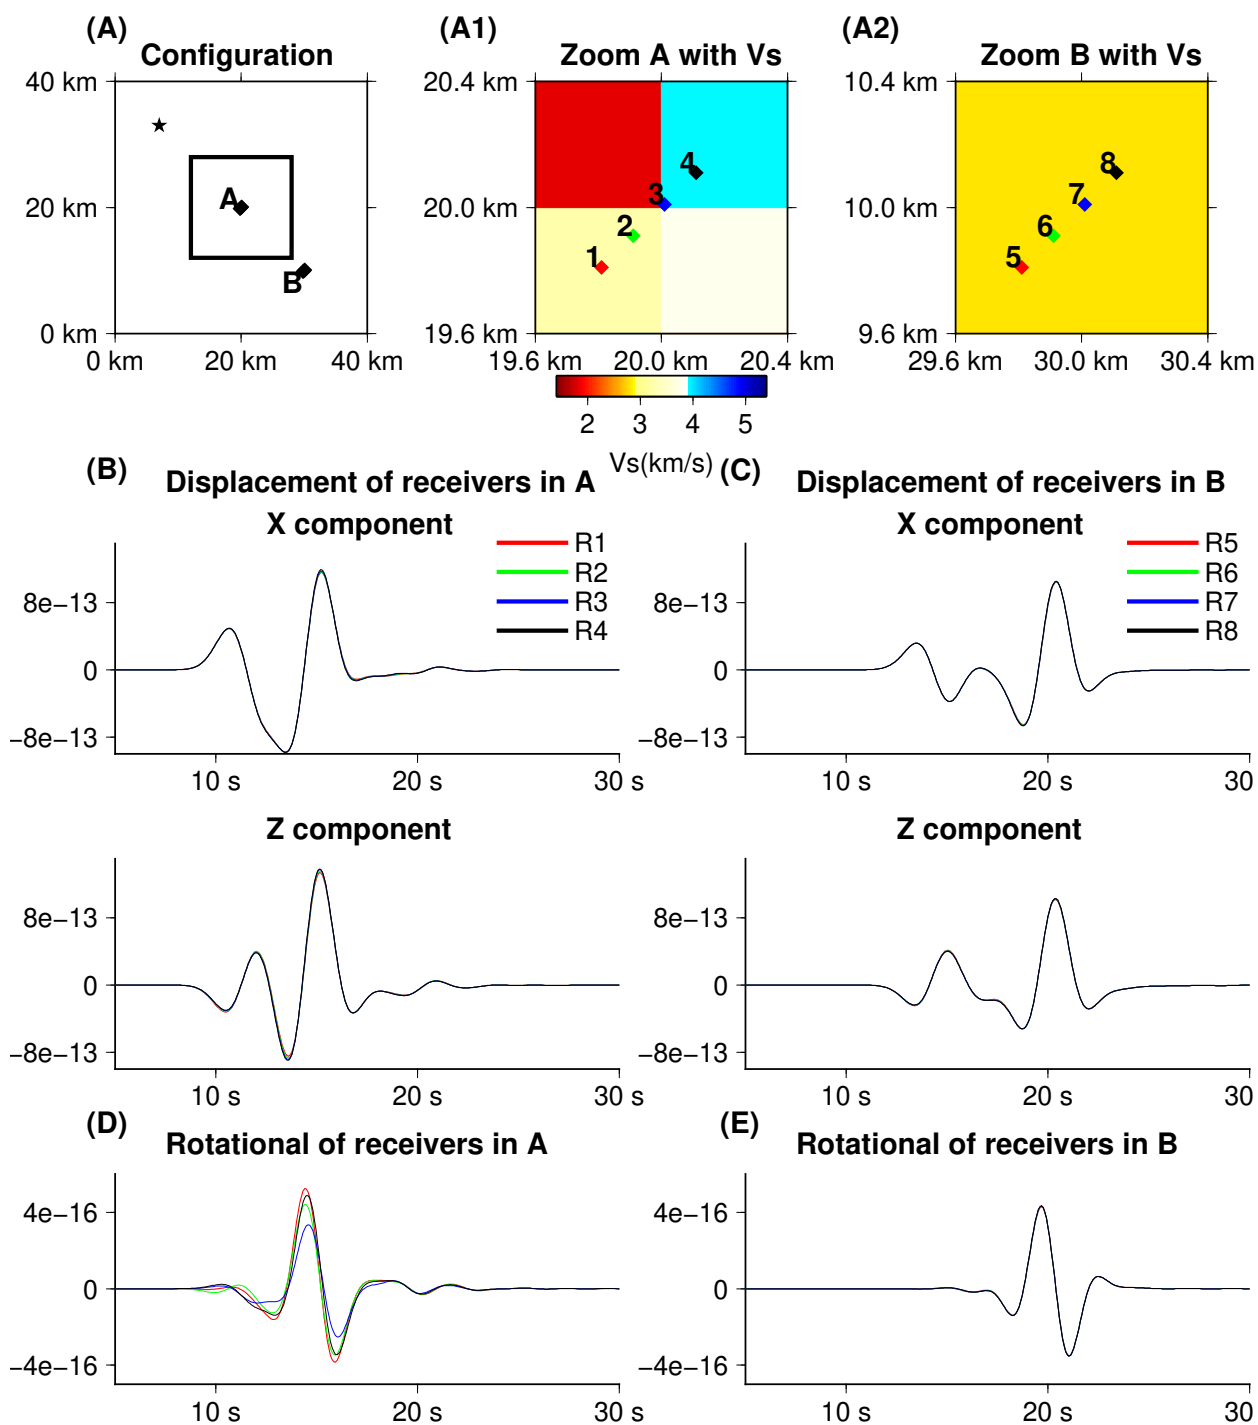 (A)
Configuration
40 km
20 km
0 km
0 km
20 km
40 km
A
B
(A1)
Zoom A with Vs
20.4 km
20.0 km
19.6 km
19.6 km
20.0 km
20.4 km
1
2
3
4
2
3
4
5
Vs(km/s)
(A2)
Zoom B with Vs
10.4 km
10.0 km
9.6 km
29.6 km
30.0 km
30.4 km
5
6
7
8
(B)
Displacement of receivers in A
X component
R1
R2
R3
R4
8e−13
0
−8e−13
10 s
20 s
30 s
Z component
8e−13
0
−8e−13
10 s
20 s
30 s
(C)
Displacement of receivers in B
X component
R5
R6
R7
R8
8e−13
0
−8e−13
10 s
20 s
30
Z component
8e−13
0
−8e−13
10 s
20 s
30
(D)
Rotational of receivers in A
4e−16
0
−4e−16
10 s
20 s
30 s
(E)
Rotational of receivers in B
4e−16
0
−4e−16
10 s
20 s
30